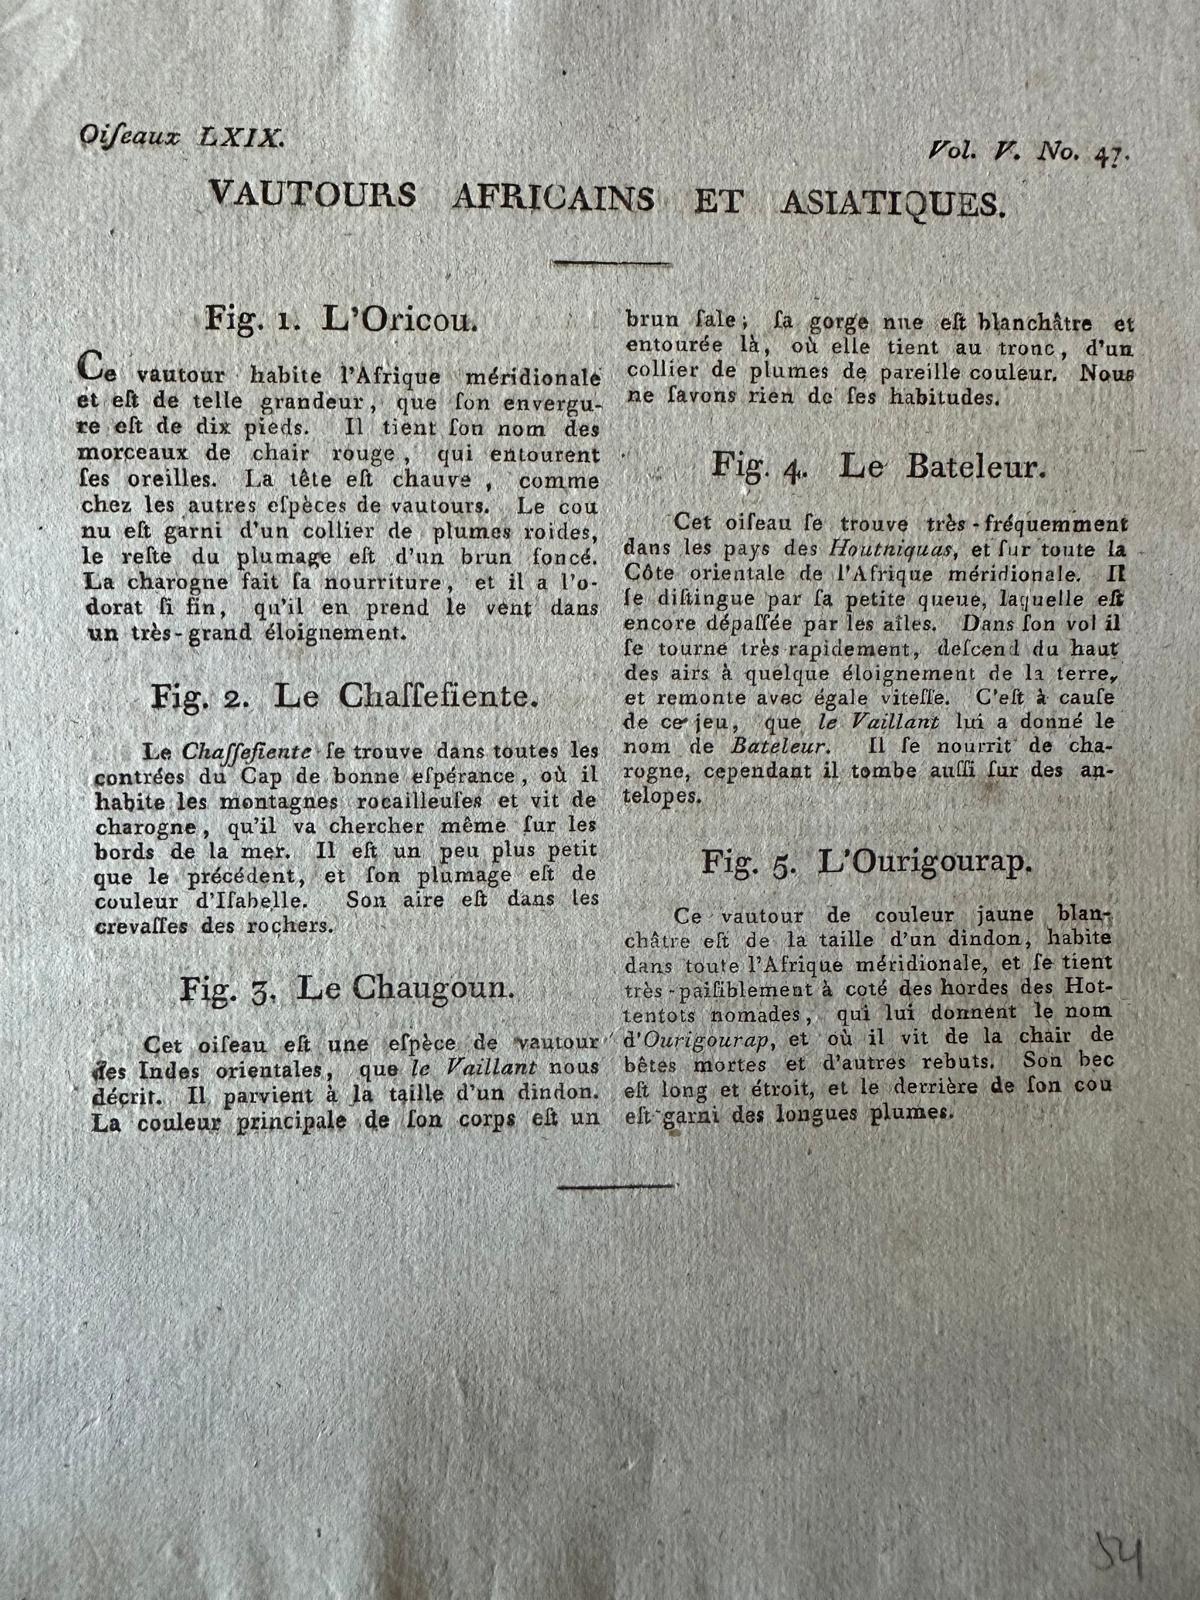 Oiſeaux LXIX.
Vol. V. No. 47.
VAUTOURS AFRICAINS ET ASIATIQUES.
Fig. 1. L'Oricou.
Ce vautour habite l'Afrique méridionale
et eſt de telle grandeur, que ſon envergu-
re eſt de dix pieds. Il tient ſon nom des
morceaux de chair rouge, qui entourent
ſes oreilles. La tête eſt chauve, comme
chez les autres eſpèces de vautours. Le cou
nu eſt garni d'un collier de plumes roides,
le reſte du plumage eſt d'un brun foncé.
La charogne fait ſa nourriture, et il a l'o-
dorat ſi fin, qu'il en prend le vent dans
un très-grand éloignement.
Fig. 2. Le Chaſſefiente.
Le Chaſſefiente ſe trouve dans toutes les
contrées du Cap de bonne eſpérance, où il
habite les montagnes rocailleuſes et vit de
charogne, qu'il va chercher même ſur les
bords de la mer. Il eſt un peu plus petit
que le précédent, et ſon plumage eſt de
couleur d'Iſabelle. Son aire eſt dans les
crevaſſes des rochers.
Fig. 3. Le Chaugoun.
Cet oiſeau eſt une eſpèce de vautour
des Indes orientales, que le Vaillant nous
décrit. Il parvient à la taille d'un dindon.
La couleur principale de ſon corps eſt un
brun ſale; ſa gorge nue eſt blanchâtre et
entourée là, où elle tient au tronc, d'un
collier de plumes de pareille couleur. Nous
ne ſavons rien de ſes habitudes.
Fig. 4. Le Bateleur.
Cet oiſeau ſe trouve très-fréquemment
dans les pays des Houtniquas, et ſur toute la
Côte orientale de l'Afrique méridionale. Il
ſe diſtingue par ſa petite queue, laquelle eſt
encore dépaſſée par les aîles. Dans ſon vol il
ſe tourne très rapidement, deſcend du haut
des airs à quelque éloignement de la terre,
et remonte avec égale viteſſe. C'eſt à cauſe
de ce jeu, que le Vaillant lui a donné le
nom de Bateleur. Il ſe nourrit de cha-
rogne, cependant il tombe auſſi ſur des an-
telopes.
Fig. 5. L'Ourigourap.
Ce vautour de couleur jaune blan-
châtre eſt de la taille d'un dindon, habite
dans toute l'Afrique méridionale, et ſe tient
très-paiſiblement à coté des hordes des Hot-
tentots nomades, qui lui donnent le nom
d'Ourigourap, et où il vit de la chair de
bêtes mortes et d'autres rebuts. Son bec
eſt long et étroit, et le derrière de ſon cou
eſt garni des longues plumes.
54